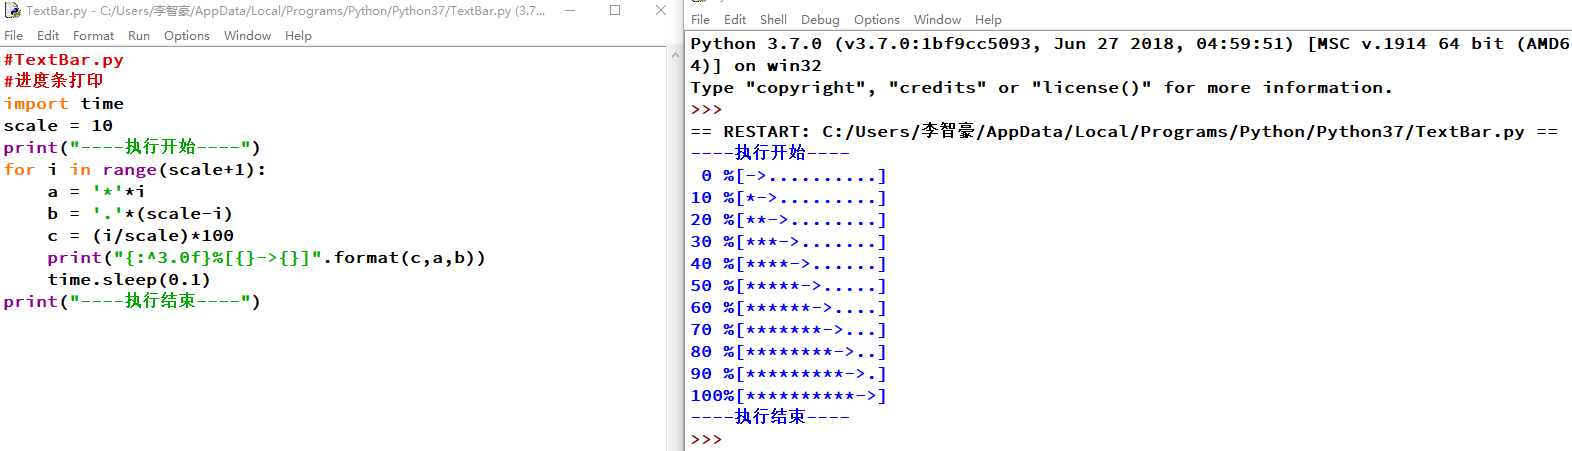 TextBar.py - C:/Users/李智豪/AppData/Local/Programs/Python/Python37/TextBar.py (3.7...
File Edit Format Run Options Window Help
#TextBar.py
#进度条打印
import time
scale = 10
print("----执行开始----")
for i in range(scale+1):
    a = '*'*i
    b = '.'*(scale-i)
    c = (i/scale)*100
    print("{:^3.0f}%[{}->{}]".format(c,a,b))
    time.sleep(0.1)
print("----执行结束----")
File Edit Shell Debug Options Window Help
Python 3.7.0 (v3.7.0:1bf9cc5093, Jun 27 2018, 04:59:51) [MSC v.1914 64 bit (AMD6
4)] on win32
Type "copyright", "credits" or "license()" for more information.
>>>
== RESTART: C:/Users/李智豪/AppData/Local/Programs/Python/Python37/TextBar.py ==
----执行开始----
 0 %[->..........]
10 %[*->.........]
20 %[**->........]
30 %[***->.......]
40 %[****->......]
50 %[*****->.....]
60 %[******->....]
70 %[*******->...]
80 %[********->..]
90 %[*********->.]
100%[**********->]
----执行结束----
>>>